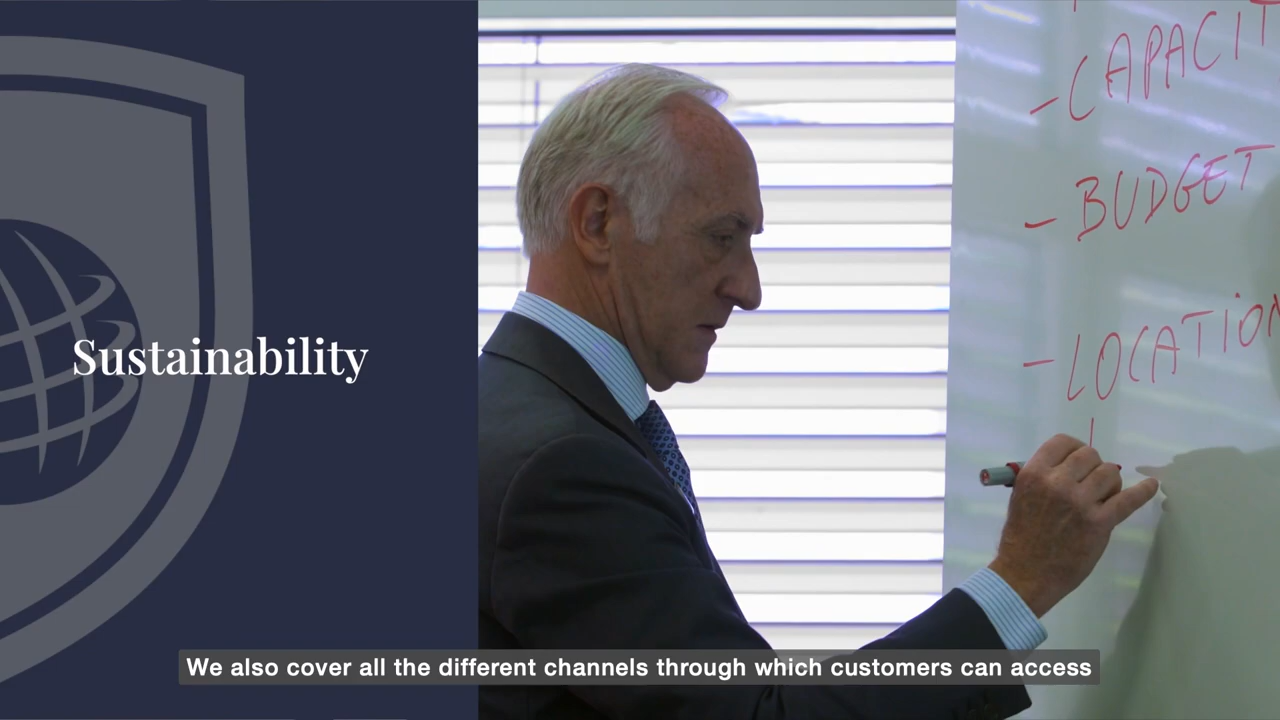 Sustainability
- CAPACIT
- BUDGET
- LOCATION
We also cover all the different channels through which customers can access